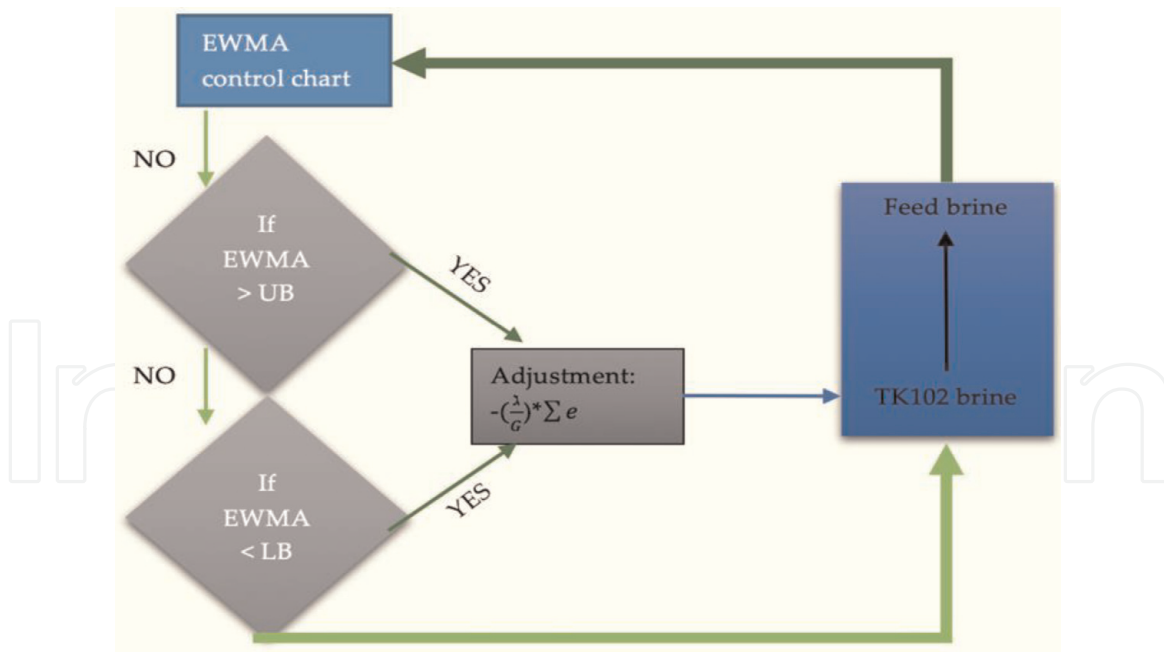 EWMA
control chart
NO
If
EWMA
> UB
YES
NO
Adjustment:
-(λ/G)*∑ e
Feed brine
TK102 brine
If
EWMA
< LB
YES